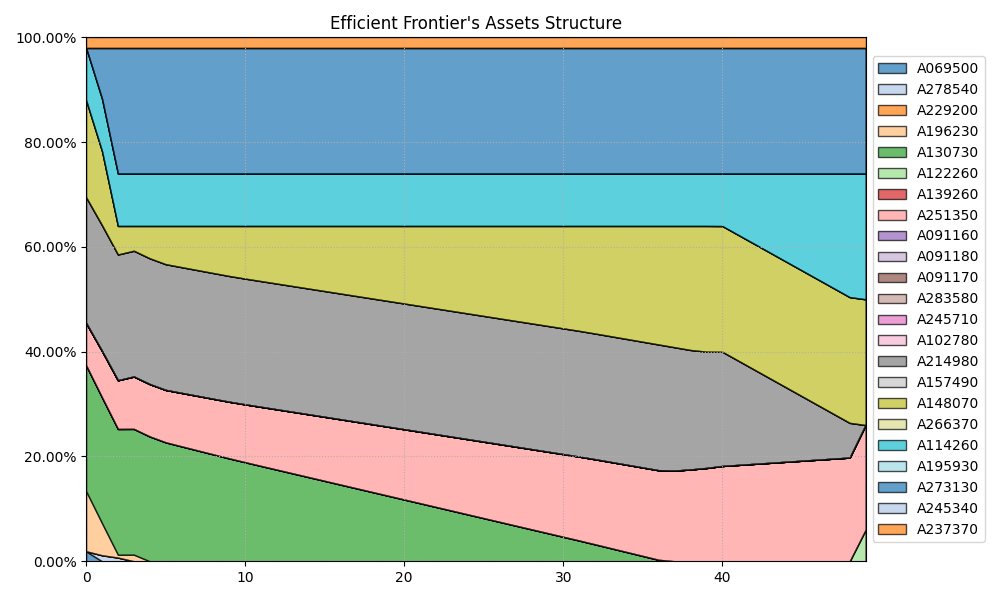 Efficient Frontier's Assets Structure
100.00%
80.00%
60.00%
40.00%
20.00%
0.00%
0
10
20
30
40
A069500
A278540
A229200
A196230
A130730
A122260
A139260
A251350
A091160
A091180
A091170
A283580
A245710
A102780
A214980
A157490
A148070
A266370
A114260
A195930
A273130
A245340
A237370